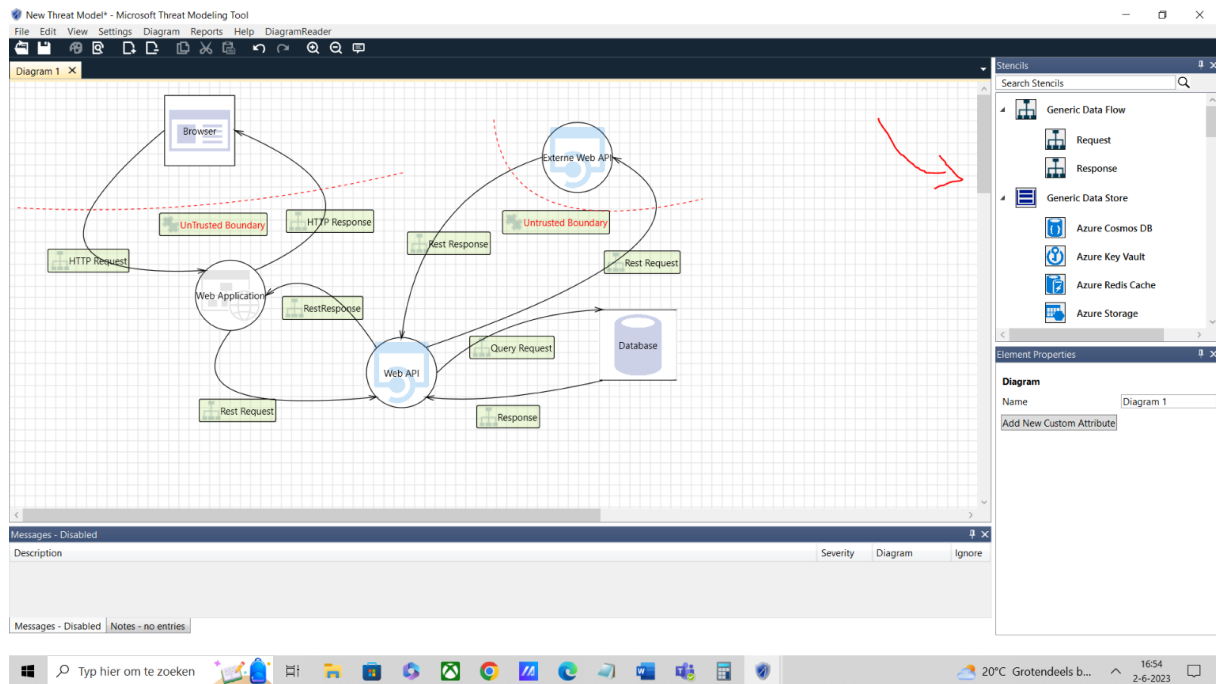 New Threat Model* - Microsoft Threat Modeling Tool
File Edit View Settings Diagram Reports Help DiagramReader
Diagram 1
Stencils
Search Stencils
Browser
Externe Web API
Generic Data Flow
Request
Response
Generic Data Store
UnTrusted Boundary
HTTP Response
Untrusted Boundary
Azure Cosmos DB
Rest Response
HTTP Request
Rest Request
Azure Key Vault
Azure Redis Cache
Web Application
RestResponse
Azure Storage
Query Request
Database
Web API
Element Properties
Diagram
Name Diagram 1
Rest Request
Response
Add New Custom Attribute
Messages - Disabled
Description Severity Diagram Ignore
Messages - Disabled Notes - no entries
Typ hier om te zoeken
20°C Grotendeels b...
16:54
2-6-2023